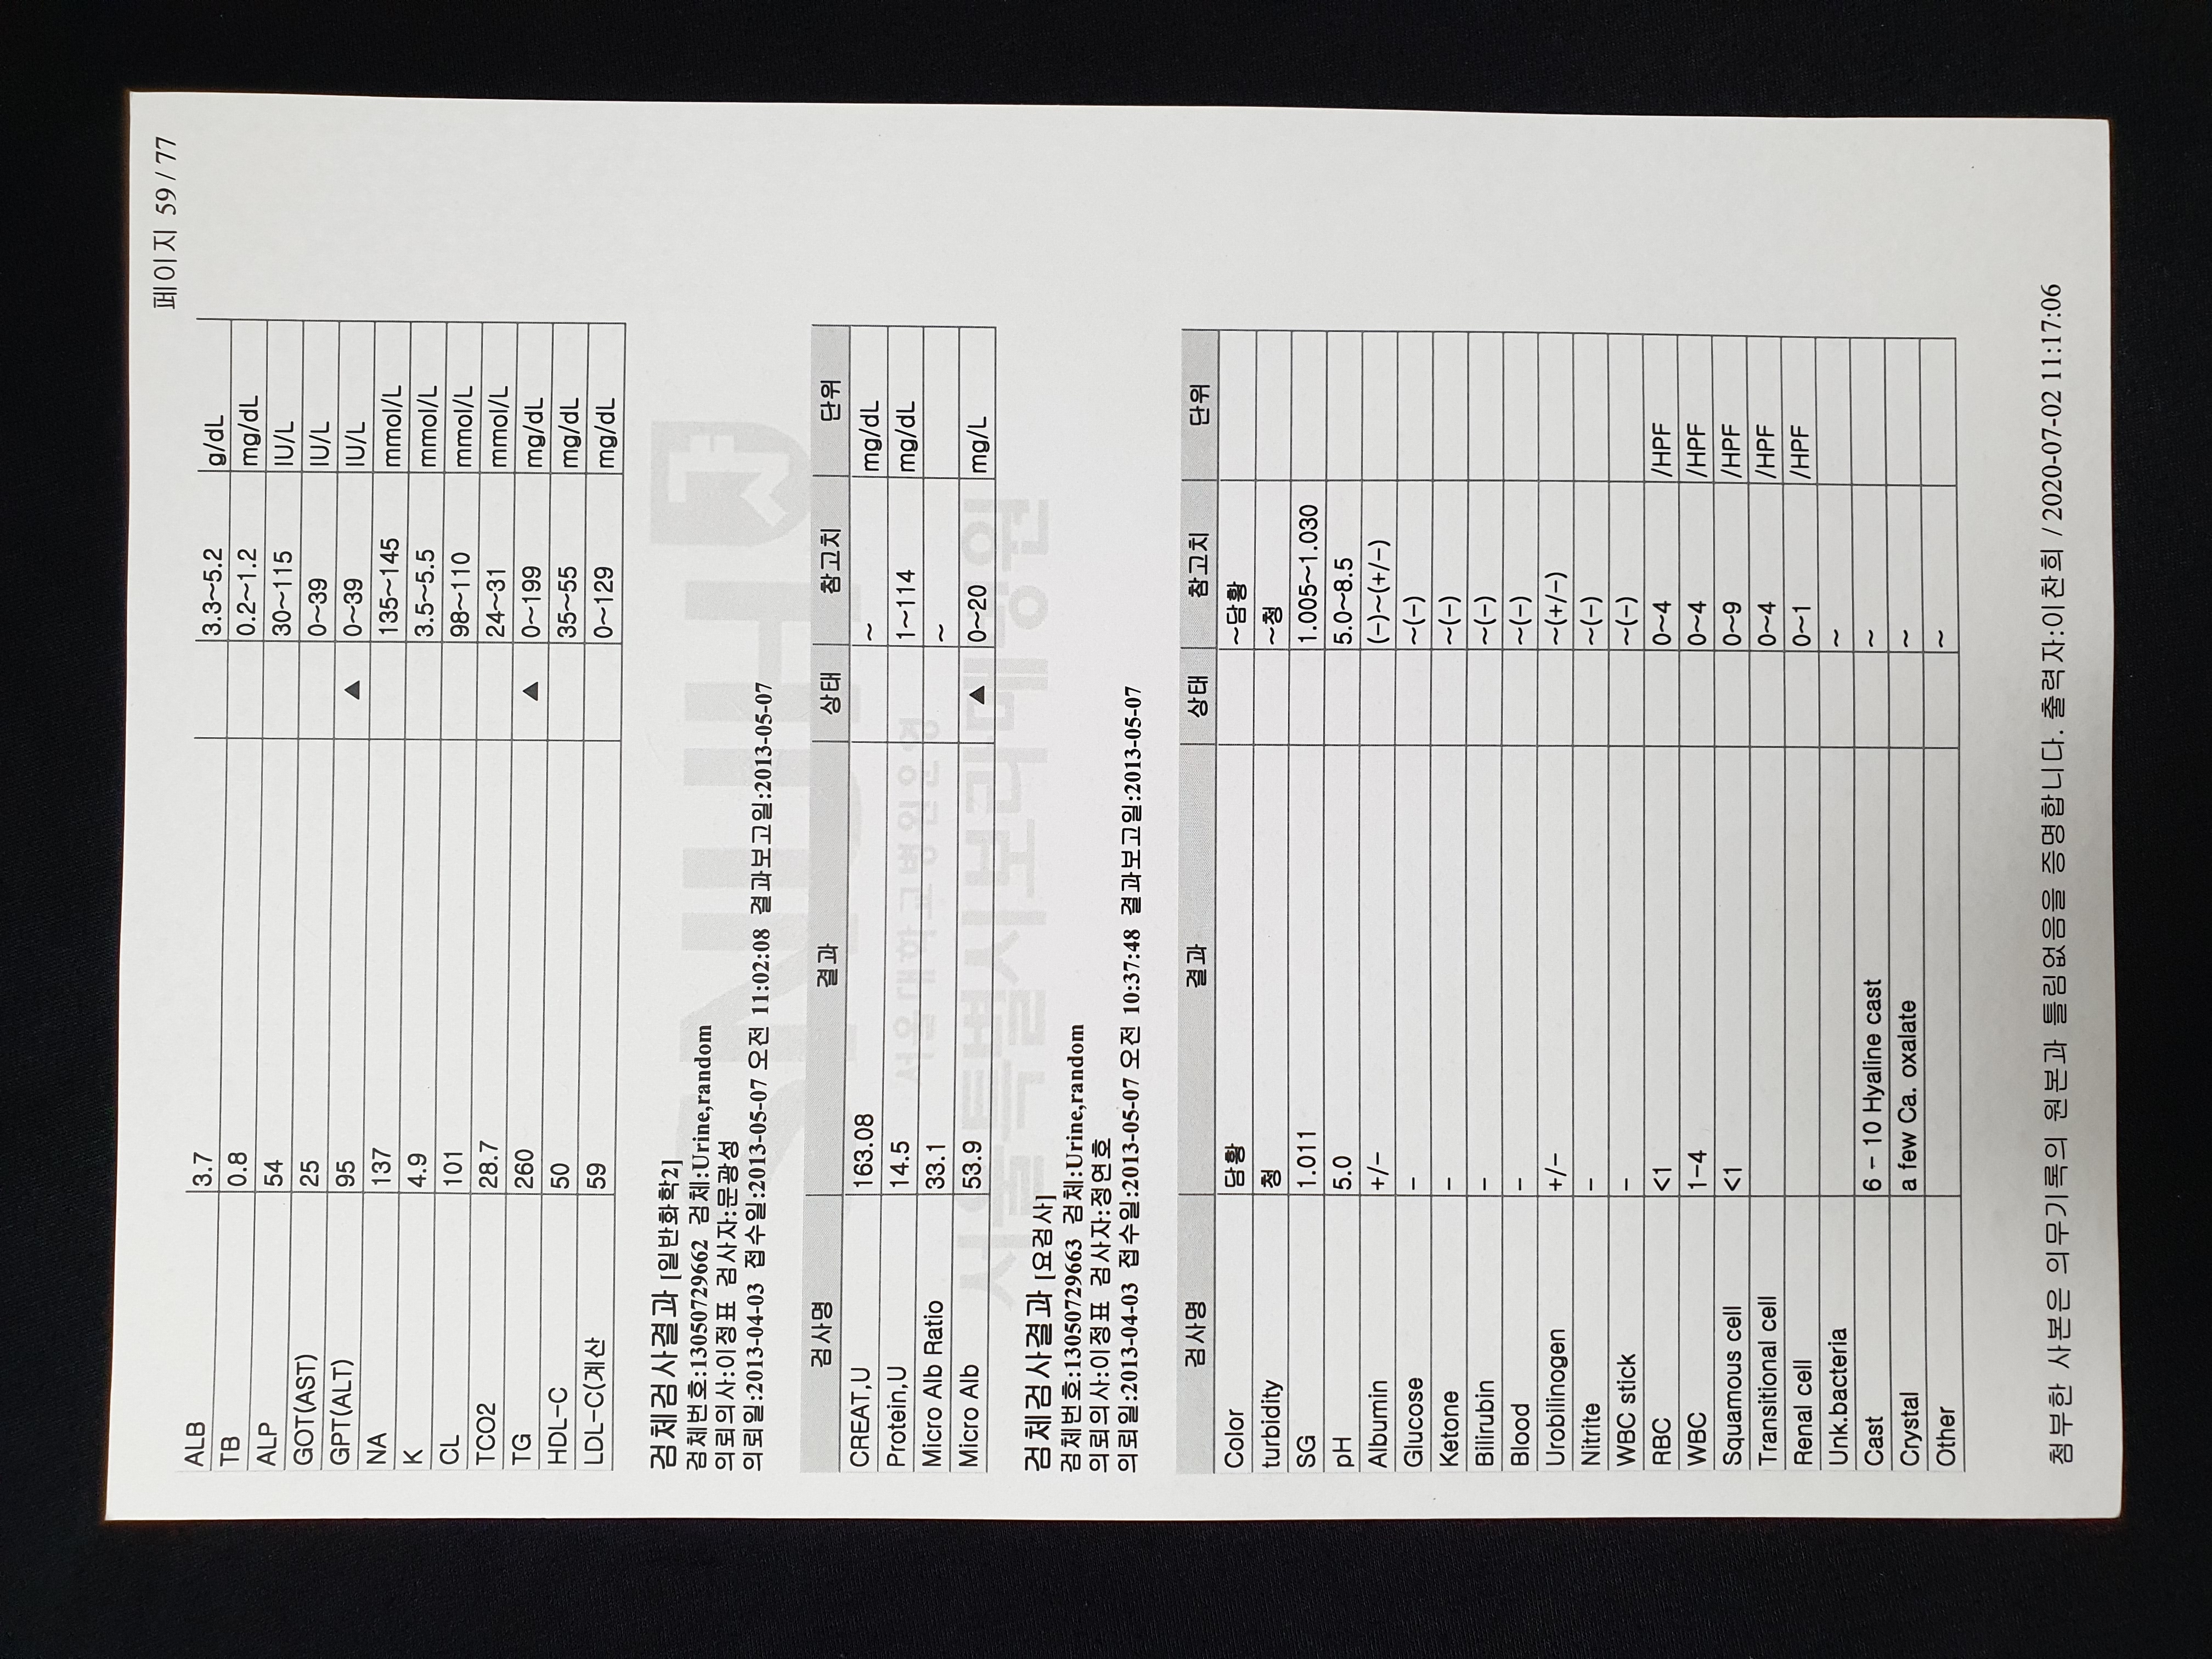 페이지 59 / 77
ALB 3.7 3.3~5.2 g/dL
TB 0.8 0.2~1.2 mg/dL
ALP 54 30~115 IU/L
GOT(AST) 25 0~39 IU/L
GPT(ALT) 95 ▲ 0~39 IU/L
NA 137 135~145 mmol/L
K 4.9 3.5~5.5 mmol/L
CL 101 98~110 mmol/L
TCO2 28.7 24~31 mmol/L
TG 260 ▲ 0~199 mg/dL
HDL-C 50 35~55 mg/dL
LDL-C(계산 59 0~129 mg/dL
검체검사결과 [일반화학2]
검체번호:13050729662 검체:Urine,random
의뢰의사:이정표 검사자:문광성
의뢰일:2013-04-03 접수일:2013-05-07 오전 11:02:08 결과보고일:2013-05-07
검사명 결과 상태 참고치 단위
CREAT,U 163.08 ~ mg/dL
Protein,U 14.5 1~114 mg/dL
Micro Alb Ratio 33.1 ~
Micro Alb 53.9 ▲ 0~20 mg/L
SNUH
서울대학교병원운영
서울특별시보라매병원
검체검사결과 [요검사]
검체번호:13050729663 검체:Urine,random
의뢰의사:이정표 검사자:정연호
의뢰일:2013-04-03 접수일:2013-05-07 오전 10:37:48 결과보고일:2013-05-07
검사명 결과 상태 참고치 단위
Color 담황 ~담황
turbidity 청 ~청
SG 1.011 1.005~1.030
pH 5.0 5.0~8.5
Albumin +/- (-)~(+/-)
Glucose - ~(-)
Ketone - ~(-)
Bilirubin - ~(-)
Blood - ~(-)
Urobilinogen +/- ~(+/-)
Nitrite - ~(-)
WBC stick - ~(-)
RBC <1 0~4 /HPF
WBC 1-4 0~4 /HPF
Squamous cell <1 0~9 /HPF
Transitional cell 0~4 /HPF
Renal cell 0~1 /HPF
Unk.bacteria ~
Cast 6 - 10 Hyaline cast ~
Crystal a few Ca. oxalate ~
Other ~
첨부한 사본은 의무기록의 원본과 틀림없음을 증명합니다. 출력자:이찬희 / 2020-07-02 11:17:06